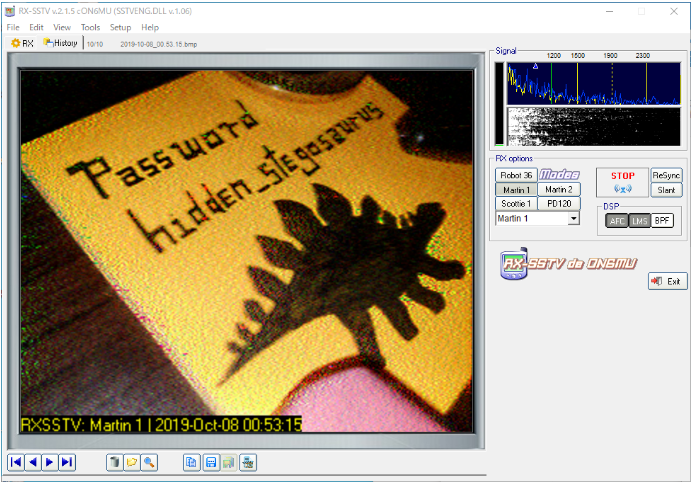 RX-SSTV v.2.1.5 cON6MU (SSTVENG.DLL v.1.06)
File Edit View Tools Setup Help
RX History 10/10 2019-10-08_00.53.15.bmp
Password
hidden_stegosaurus
RXSSTV: Martin 1 | 2019-Oct-08 00:53:15
Signal
1200 1500 1900 2300
RX options
Robot 36 Modes STOP ReSync
Martin 1 Martin 2 Slant
Scottie 1 PD120 DSP
Martin 1 AFC LMS BPF
RX-SSTV de ON6MU
Exit